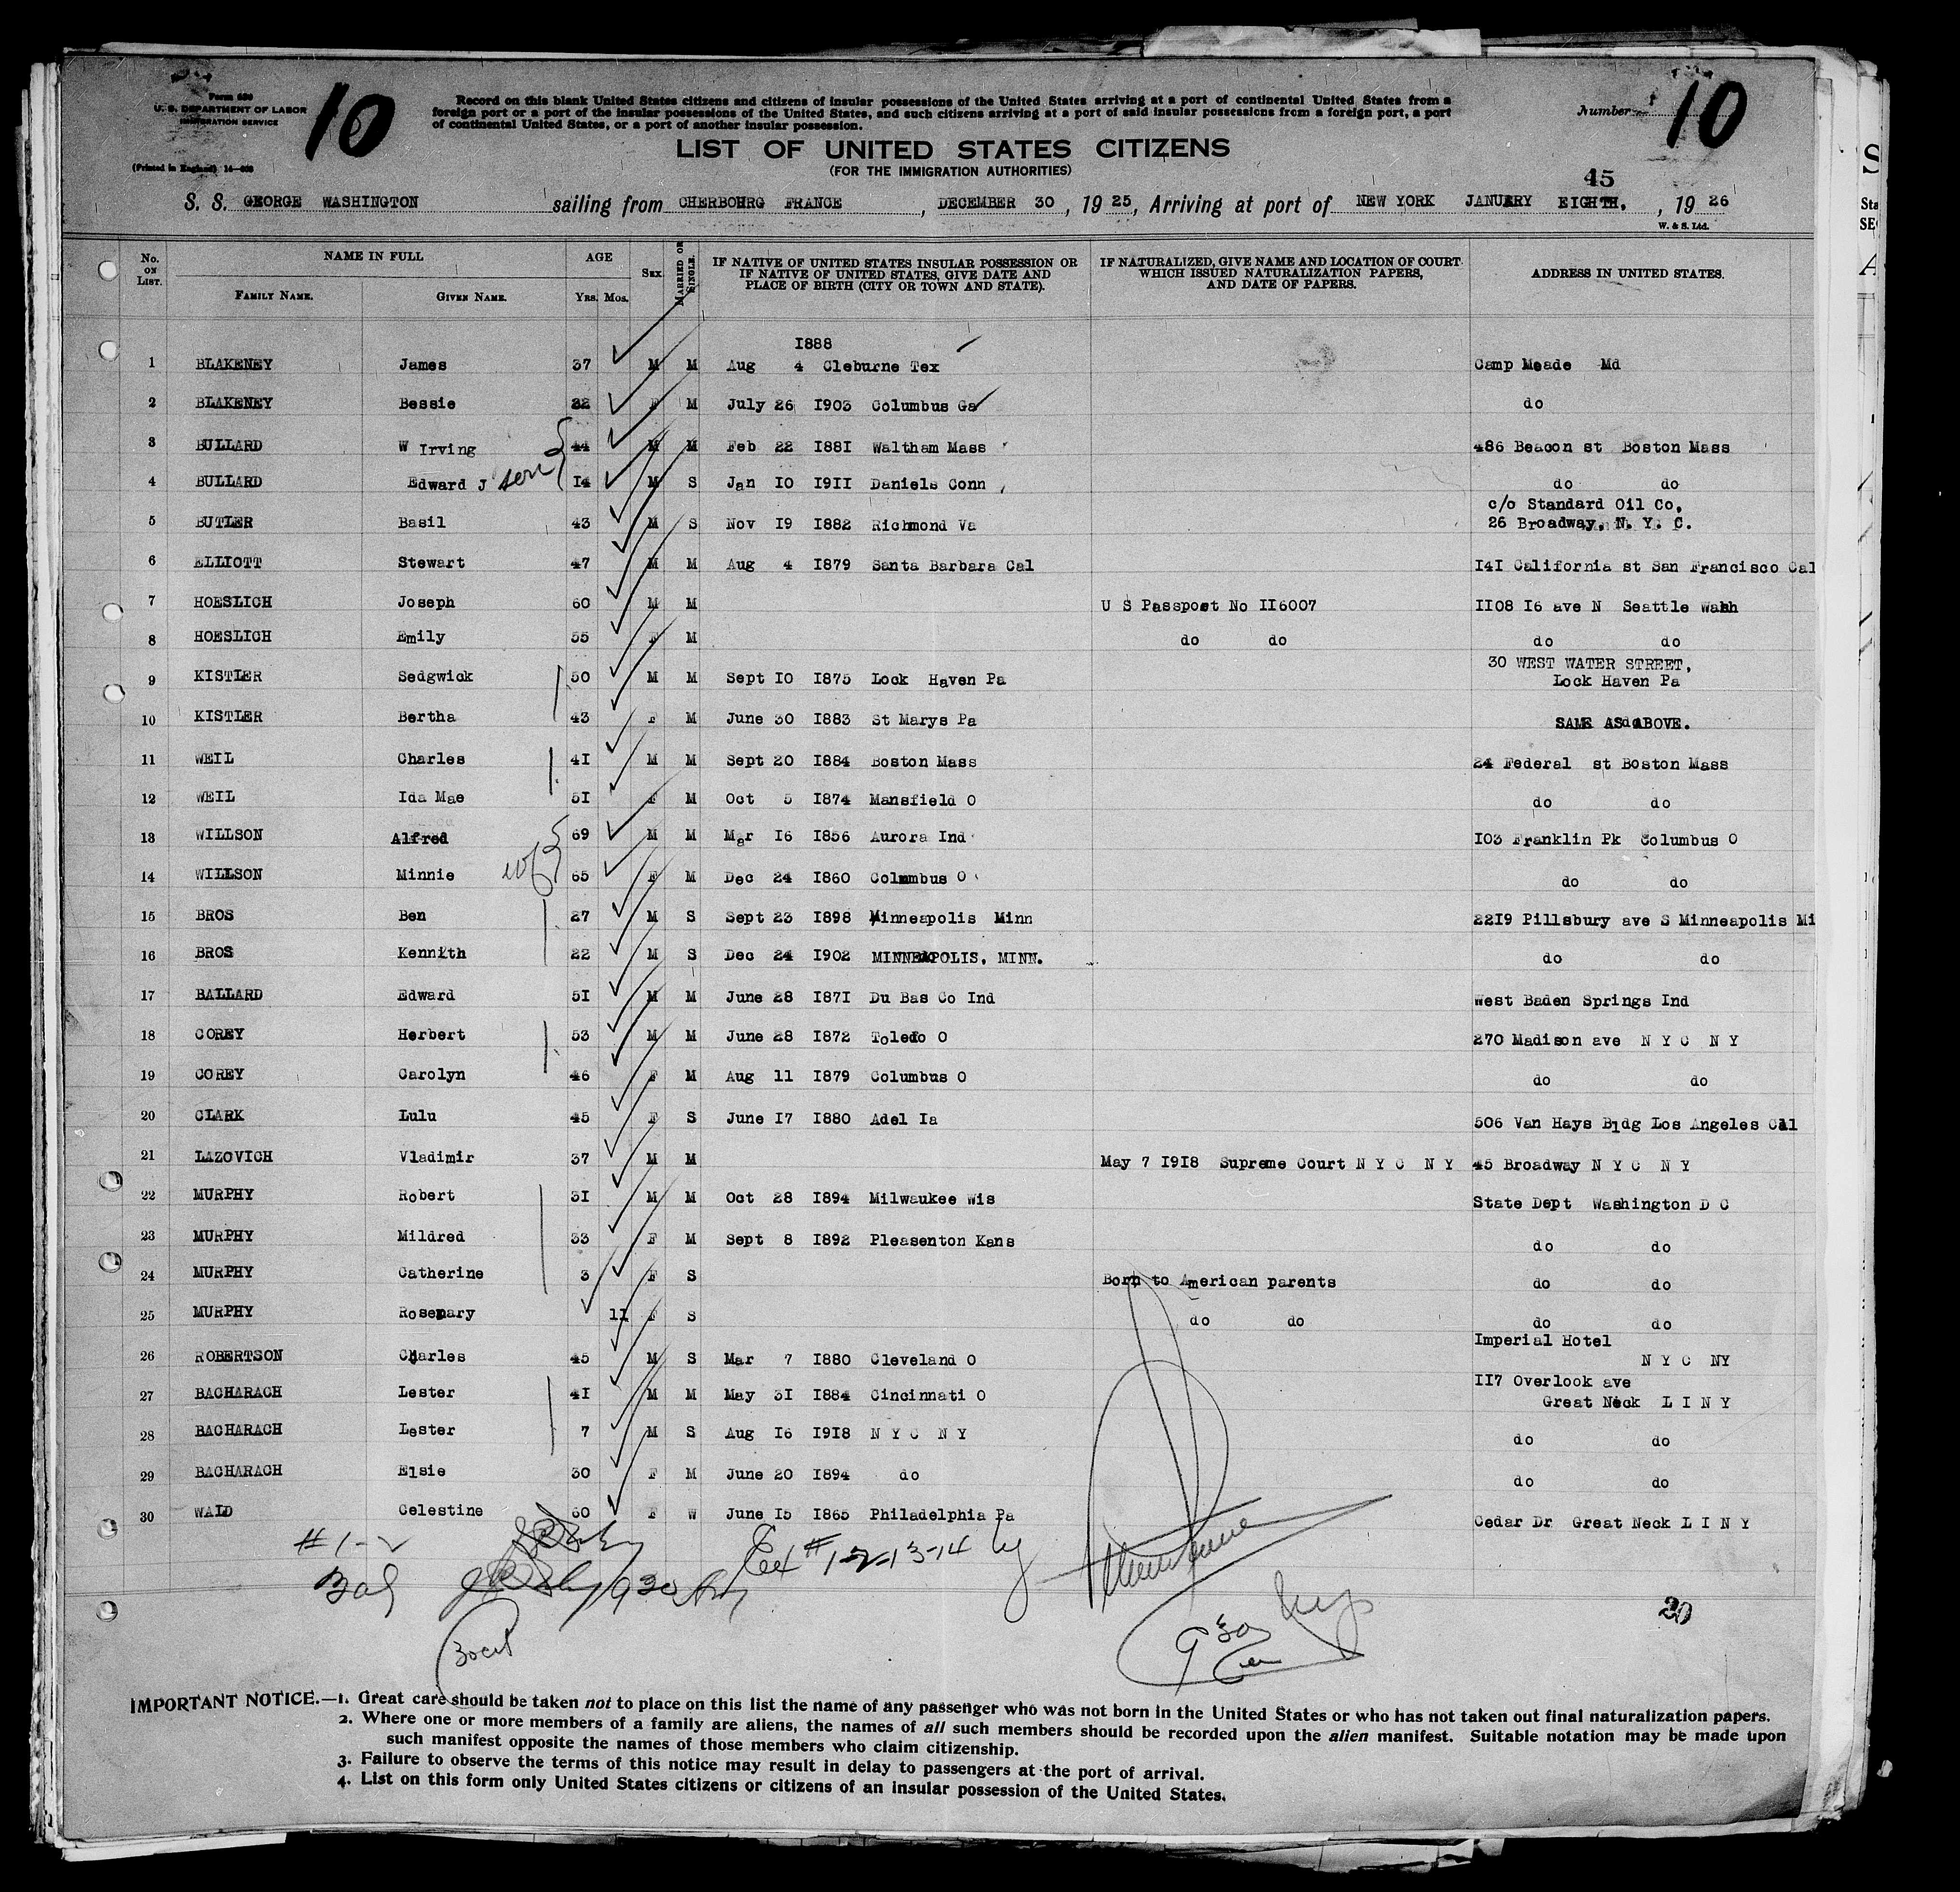 10
Form 630
U. S. DEPARTMENT OF LABOR
IMMIGRATION SERVICE
(Printed in England) 14—
Record on this blank United States citizens and citizens of insular possessions of the United States arriving at a port of continental United States from a
foreign port or a port of the insular possessions of the United States, and such citizens arriving at a port of said insular possessions from a foreign port, a port
of continental United States, or a port of another insular possession.
Number 10
LIST OF UNITED STATES CITIZENS
(FOR THE IMMIGRATION AUTHORITIES)
45
S. S. GEORGE WASHINGTON sailing from CHERBOURG FRANCE, DECEMBER 30, 1925, Arriving at port of NEW YORK JANUARY EIGHTH., 1926
W. & S. Ltd.
No. ON LIST. NAME IN FULL FAMILY NAME. GIVEN NAME. AGE YRS. MOS. SEX MARRIED OR SINGLE. IF NATIVE OF UNITED STATES INSULAR POSSESSION OR IF NATIVE OF UNITED STATES, GIVE DATE AND PLACE OF BIRTH (CITY OR TOWN AND STATE). IF NATURALIZED, GIVE NAME AND LOCATION OF COURT WHICH ISSUED NATURALIZATION PAPERS, AND DATE OF PAPERS. ADDRESS IN UNITED STATES.
1888
1 BLAKENEY James 37 M M Aug 4 Cleburne Tex Camp Meade Md
2 BLAKENEY Bessie 22 F M July 26 1903 Columbus Ga do
3 BULLARD W Irving 44 M M Feb 22 1881 Waltham Mass 486 Beacon st Boston Mass
4 BULLARD Edward J son 14 M S Jan 10 1911 Daniels Conn do do
c/o Standard Oil Co,
5 BUTLER Basil 43 M S Nov 19 1882 Richmond Va 26 Broadway, N. Y. C.
6 ELLIOTT Stewart 47 M M Aug 4 1879 Santa Barbara Cal 141 California st San Francisco Cal
7 HOESLICH Joseph 60 M M U S Passport No 116007 1108 16 ave N Seattle Wash
8 HOESLICH Emily 55 F M do do do do
30 WEST WATER STREET,
9 KISTLER Sedgwick 50 M M Sept 10 1875 Lock Haven Pa Lock Haven Pa
10 KISTLER Bertha 43 F M June 30 1883 St Marys Pa SAME AS ABOVE.
11 WEIL Charles 41 M M Sept 20 1884 Boston Mass 24 Federal st Boston Mass
12 WEIL Ida Mae 51 F M Oct 5 1874 Mansfield O do do
13 WILLSON Alfred 69 M M Mar 16 1856 Aurora Ind 103 Franklin Pk Columbus O
14 WILLSON Minnie wf 65 F M Dec 24 1860 Columbus O do do
15 BROS Ben 27 M S Sept 23 1898 Minneapolis Minn 2219 Pillsbury ave S Minneapolis Mi
16 BROS Kennith 22 M S Dec 24 1902 MINNEAPOLIS, MINN. do do
17 BALLARD Edward 51 M M June 28 1871 Du Bas Co Ind West Baden Springs Ind
18 COREY Herbert 53 M M June 28 1872 Toledo O 270 Madison ave N Y C N Y
19 COREY Carolyn 46 F M Aug 11 1879 Columbus O do do
20 CLARK Lulu 45 F S June 17 1880 Adel Ia 506 Van Hays Bldg Los Angeles Cal
21 LAZOVICH Vladimir 37 M M May 7 1918 Supreme Court N Y C N Y 45 Broadway N Y C N Y
22 MURPHY Robert 31 M M Oct 28 1894 Milwaukee Wis State Dept Washington D C
23 MURPHY Mildred 33 F M Sept 8 1892 Pleasenton Kans do do
24 MURPHY Catherine 3 F S Born to American parents do do
25 MURPHY Rosemary 11 F S do do do do
Imperial Hotel
26 ROBERTSON Charles 45 M S Mar 7 1880 Cleveland O N Y C NY
117 Overlook ave
27 BACHARACH Lester 41 M M May 31 1884 Cincinnati O Great Neck L I N Y
28 BACHARACH Lester 7 M S Aug 16 1918 N Y C N Y do do
29 BACHARACH Elsie 30 F M June 20 1894 do do do
30 WALD Celestine 60 F W June 15 1865 Philadelphia Pa Cedar Dr Great Neck L I N Y
#1-2
#1-2-13-14
Bal 930
30 cit
9 30
20
IMPORTANT NOTICE.—1. Great care should be taken not to place on this list the name of any passenger who was not born in the United States or who has not taken out final naturalization papers.
2. Where one or more members of a family are aliens, the names of all such members should be recorded upon the alien manifest. Suitable notation may be made upon
such manifest opposite the names of those members who claim citizenship.
3. Failure to observe the terms of this notice may result in delay to passengers at the port of arrival.
4. List on this form only United States citizens or citizens of an insular possession of the United States.